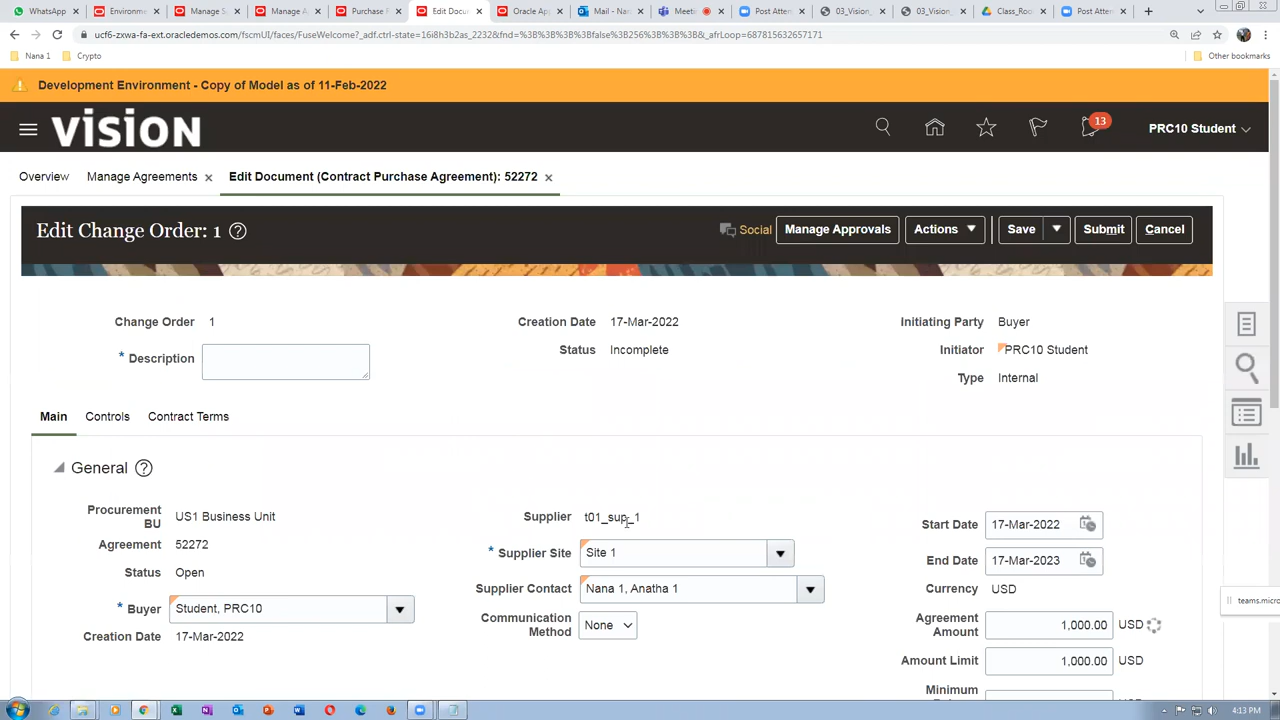 WhatsApp
Environme
Manage S
Manage A
Purchase
Edit Docu
Oracle Ap
Mail - Na
Meeti
Post Atten
03_Vision_
03_Vision_
Class_Roo
Post Atten
ucf6-zxwa-fa-ext.oracledemos.com/fscmUI/faces/FuseWelcome?_adf.ctrl-state=16i8h3b2as_2232&fnd=%3B%3B%3B%3Bfalse%3B256%3B%3B%3B&_afrLoop=687815632657171
Nana 1 Crypto Other bookmarks
Development Environment - Copy of Model as of 11-Feb-2022
VISION 13 PRC10 Student
Overview Manage Agreements Edit Document (Contract Purchase Agreement): 52272
Edit Change Order: 1 Social Manage Approvals Actions Save Submit Cancel
Change Order 1 Creation Date 17-Mar-2022 Initiating Party Buyer
* Description Status Incomplete Initiator PRC10 Student
Type Internal
Main Controls Contract Terms
General
Procurement BU US1 Business Unit
Agreement 52272
Status Open
* Buyer Student, PRC10
Creation Date 17-Mar-2022
Supplier t01_sup_1
* Supplier Site Site 1
Supplier Contact Nana 1, Anatha 1
Communication Method None
Start Date 17-Mar-2022
End Date 17-Mar-2023
Currency USD
Agreement Amount 1,000.00 USD
Amount Limit 1,000.00 USD
Minimum
teams.micro
4:13 PM